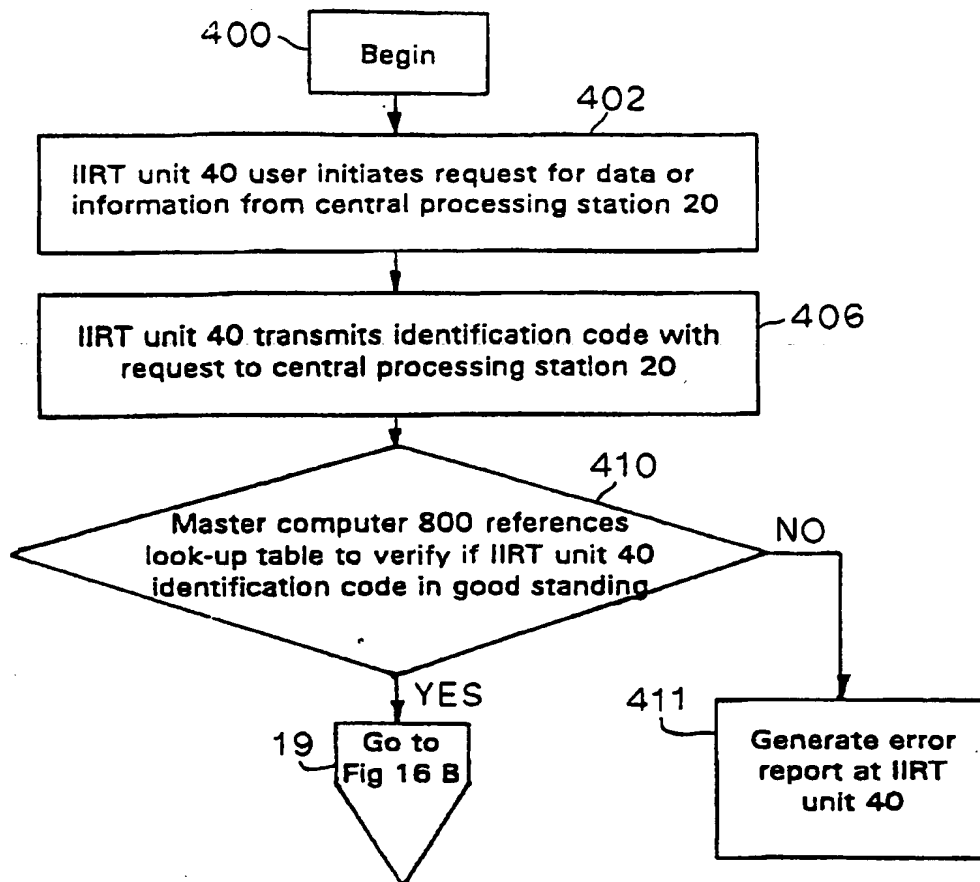 400
Begin
402
IIRT unit 40 user initiates request for data or
information from central processing station 20
406
IIRT unit 40 transmits identification code with
request to central processing station 20
410
Master computer 800 references
look-up table to verify if IIRT unit 40
identification code in good standing
NO
YES
19
Go to
Fig 16 B
411
Generate error
report at IIRT
unit 40